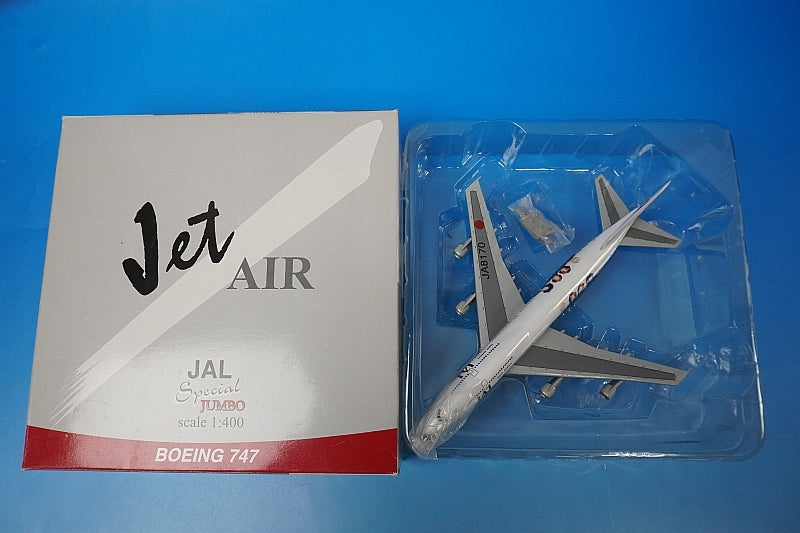 Jet
AIR
JAL
Special
JUMBO
scale 1:400
BOEING 747
JA8170